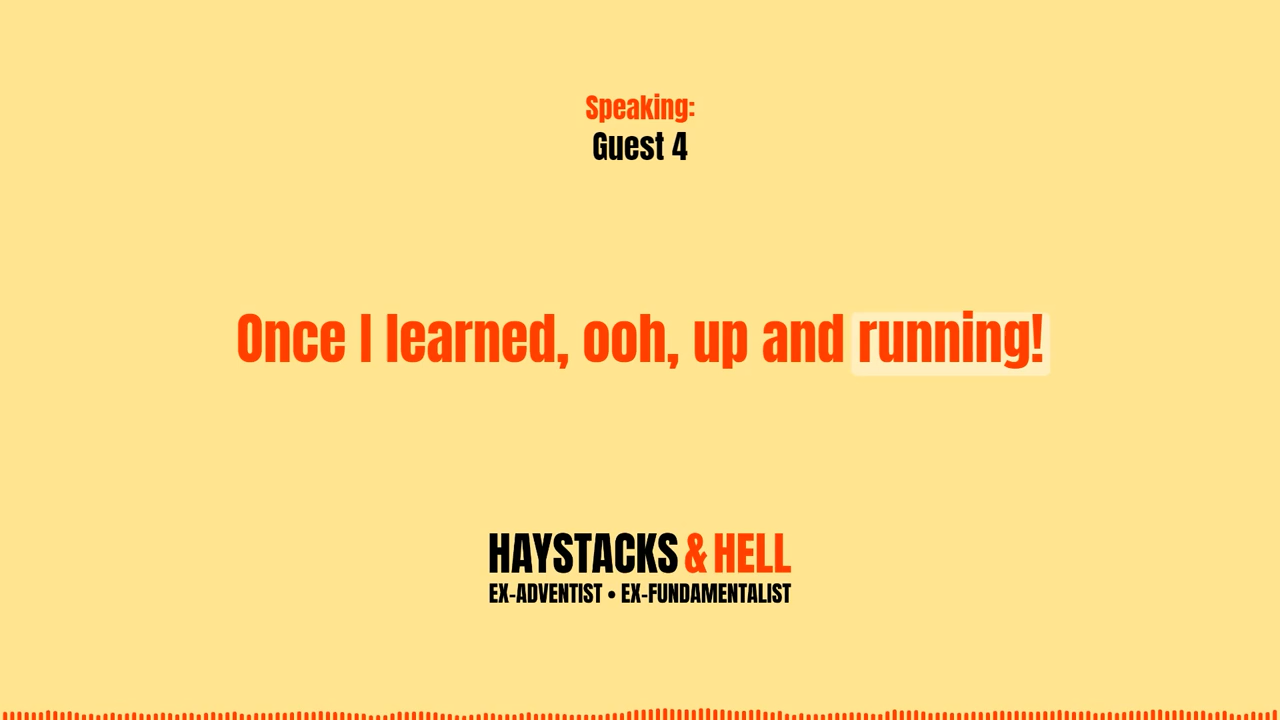 Speaking:
Guest 4
Once I learned, ooh, up and running!
HAYSTACKS & HELL
EX-ADVENTIST • EX-FUNDAMENTALIST